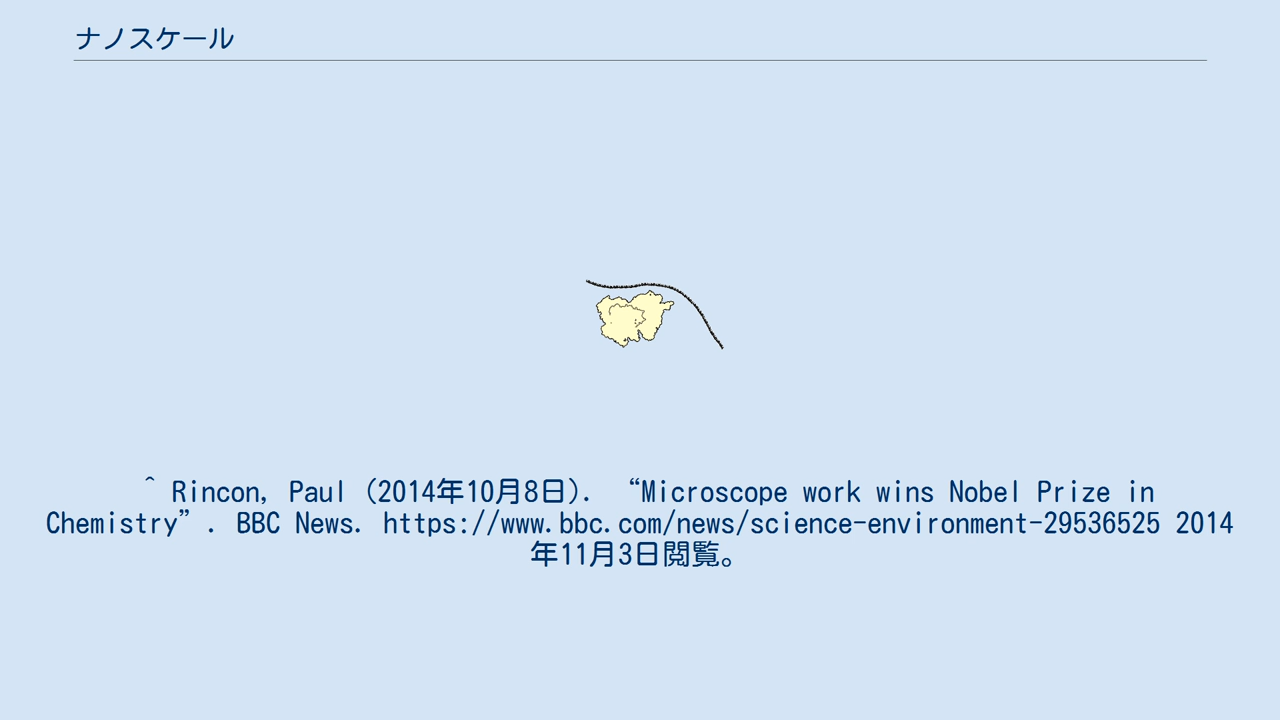 ナノスケール
^ Rincon, Paul (2014年10月8日). “Microscope work wins Nobel Prize in
Chemistry”. BBC News. https://www.bbc.com/news/science-environment-29536525 2014
年11月3日閲覧。